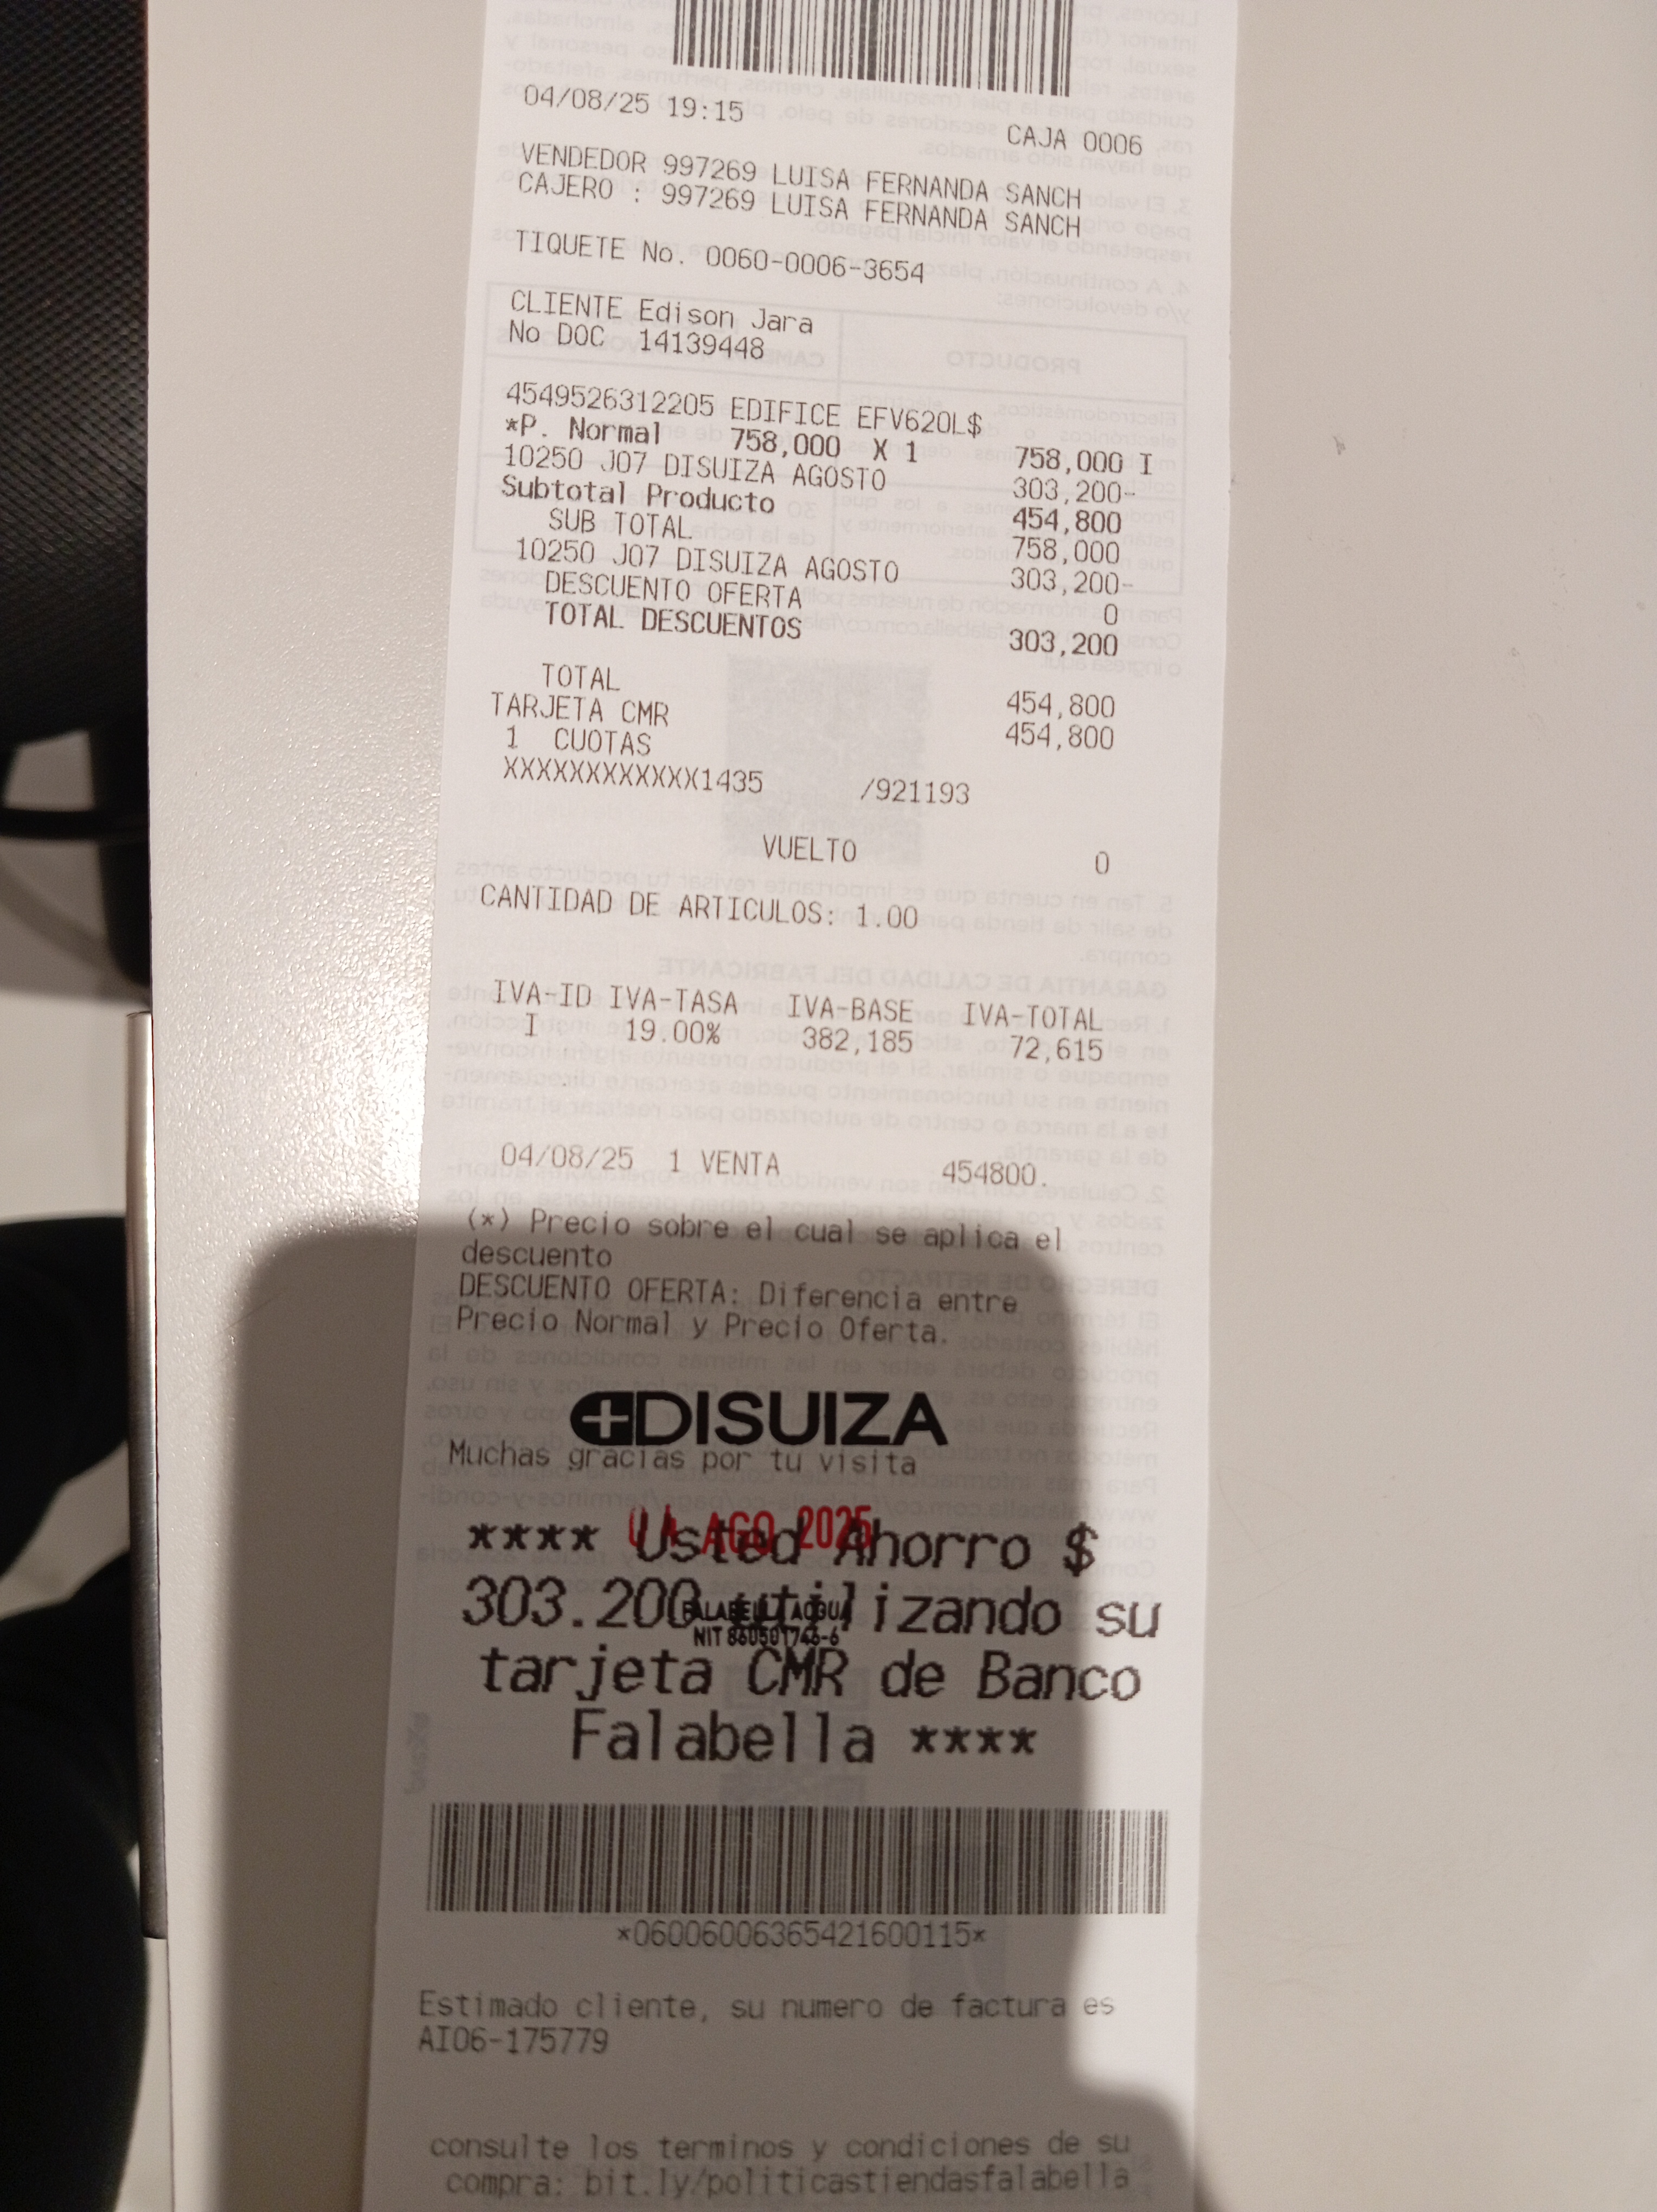 04/08/25 19:15
CAJA 0006
VENDEDOR 997269 LUISA FERNANDA SANCH
CAJERO : 997269 LUISA FERNANDA SANCH
TIQUETE No. 0060-0006-3654
CLIENTE Edison Jara
No DOC 14139448
4549526312205 EDIFICE EFV620L$
*P. Normal 758,000 X 1 758,000 I
10250 J07 DISUIZA AGOSTO 303,200-
Subtotal Producto 454,800
SUB TOTAL 758,000
10250 J07 DISUIZA AGOSTO 303,200-
DESCUENTO OFERTA 0
TOTAL DESCUENTOS 303,200
TOTAL 454,800
TARJETA CMR 454,800
1 CUOTAS
XXXXXXXXXXXX1435 /921193
VUELTO 0
CANTIDAD DE ARTICULOS: 1.00
IVA-ID IVA-TASA IVA-BASE IVA-TOTAL
I 19.00% 382,185 72,615
04/08/25 1 VENTA 454800.
(*) Precio sobre el cual se aplica el
descuento
DESCUENTO OFERTA: Diferencia entre
Precio Normal y Precio Oferta.
DISUIZA
Muchas gracias por tu visita
04 AGO 2025
**** Usted Ahorro $
303.200 utilizando su
FALABELLA ACQUA
NIT 860501746-6
tarjeta CMR de Banco
Falabella ****
*06006006365421600115*
Estimado cliente, su numero de factura es
AI06-175779
consulte los terminos y condiciones de su
compra: bit.ly/politicastiendasfalabella